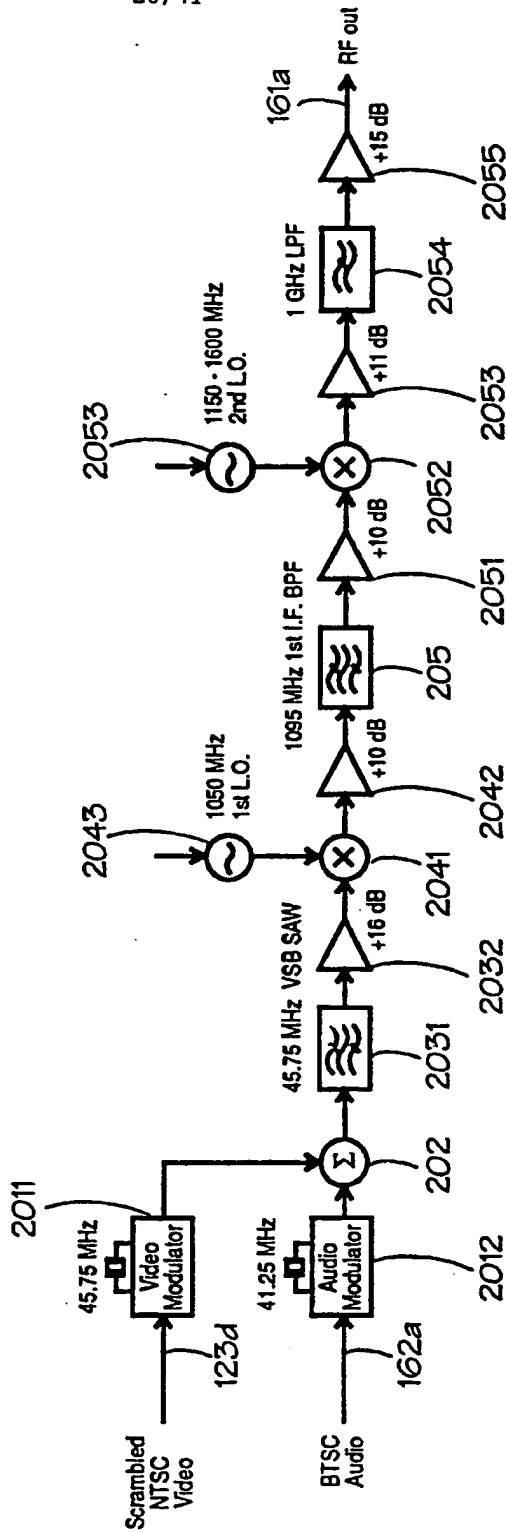 2011
45.75 MHz
Video
Modulator
Scrambled
NTSC
Video
123d
41.25 MHz
Audio
Modulator
BTSC
Audio
162a
2012
Σ
202
45.75 MHz VSB SAW
2031
+16 dB
2032
2043
1050 MHz
1st L.O.
2041
+10 dB
2042
1095 MHz 1st I.F. BPF
205
+10 dB
2051
2053
1150 - 1600 MHz
2nd L.O.
2052
+11 dB
2053
1 GHz LPF
2054
+15 dB
2055
161a
RF out